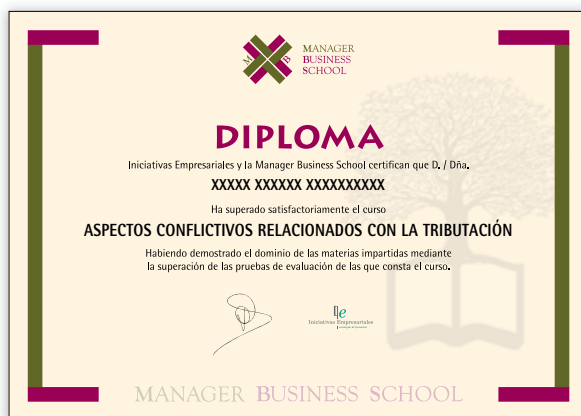 M B
MANAGER
BUSINESS
SCHOOL
DIPLOMA
Iniciativas Empresariales y la Manager Business School certifican que D. / Dña.
XXXXX XXXXXX XXXXXXXXXX
Ha superado satisfactoriamente el curso
ASPECTOS CONFLICTIVOS RELACIONADOS CON LA TRIBUTACIÓN
Habiendo demostrado el dominio de las materias impartidas mediante
la superación de las pruebas de evaluación de las que consta el curso.
Ie
Iniciativas Empresariales
MANAGER BUSINESS SCHOOL